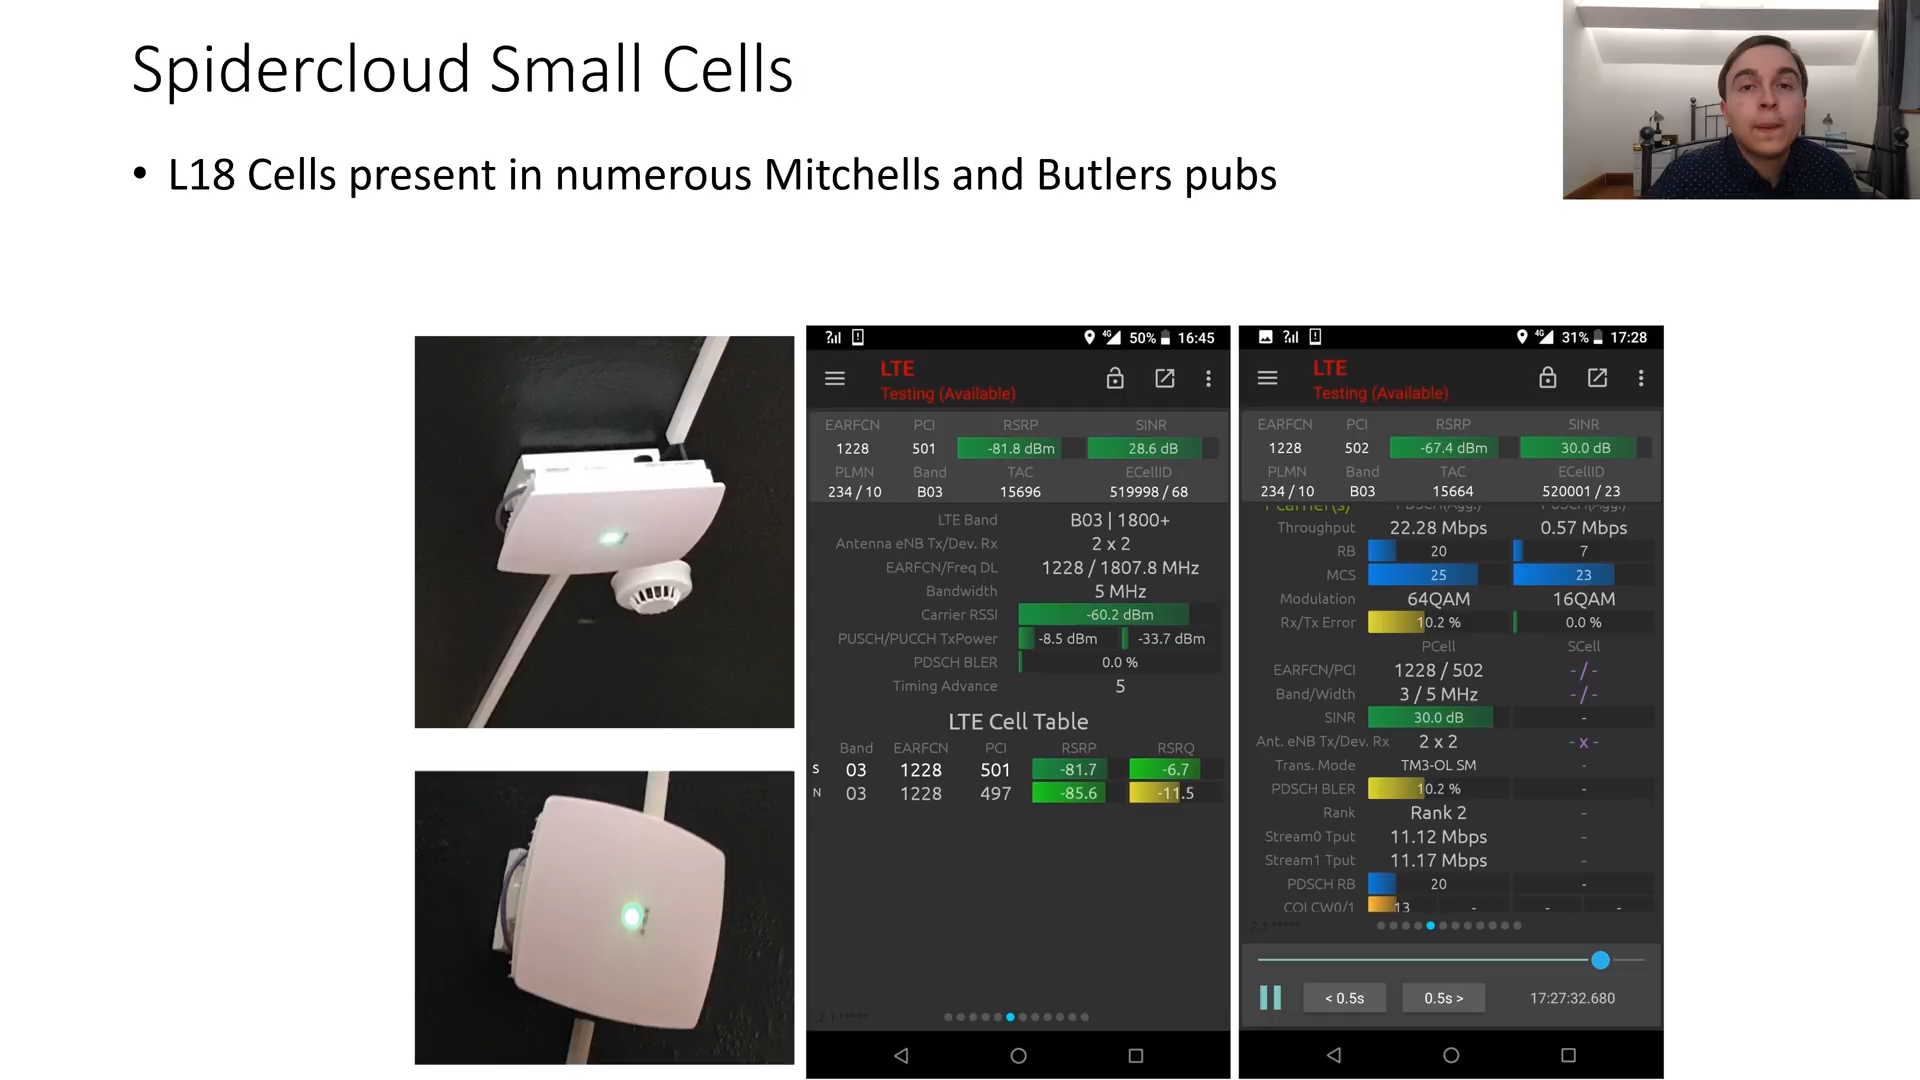 Spidercloud Small Cells
• L18 Cells present in numerous Mitchells and Butlers pubs
50% 16:45
LTE
Testing (Available)
EARFCN PCI RSRP SINR
1228 501 -81.8 dBm 28.6 dB
PLMN Band TAC ECellID
234 / 10 B03 15696 519998 / 68
LTE Band B03 | 1800+
Antenna eNB Tx/Dev. Rx 2 x 2
EARFCN/Freq DL 1228 / 1807.8 MHz
Bandwidth 5 MHz
Carrier RSSI -60.2 dBm
PUSCH/PUCCH TxPower -8.5 dBm -33.7 dBm
PDSCH BLER 0.0 %
Timing Advance 5
LTE Cell Table
Band EARFCN PCI RSRP RSRQ
S 03 1228 501 -81.7 -6.7
N 03 1228 497 -85.6 -11.5
4G 31% 17:28
LTE
Testing (Available)
EARFCN PCI RSRP SINR
1228 502 -67.4 dBm 30.0 dB
PLMN Band TAC ECellID
234 / 10 B03 15664 520001 / 23
Throughput 22.28 Mbps 0.57 Mbps
RB 20 7
MCS 25 23
Modulation 64QAM 16QAM
Rx/Tx Error 10.2 % 0.0 %
PCell SCell
EARFCN/PCI 1228 / 502 - / -
Band/Width 3 / 5 MHz - / -
SINR 30.0 dB -
Ant. eNB Tx/Dev. Rx 2 x 2 - x -
Trans. Mode TM3-OL SM -
PDSCH BLER 10.2 % -
Rank Rank 2 -
Stream0 Tput 11.12 Mbps -
Stream1 Tput 11.17 Mbps -
PDSCH RB 20 -
CQI CW0/1 13 - - -
< 0.5s 0.5s > 17:27:32.680